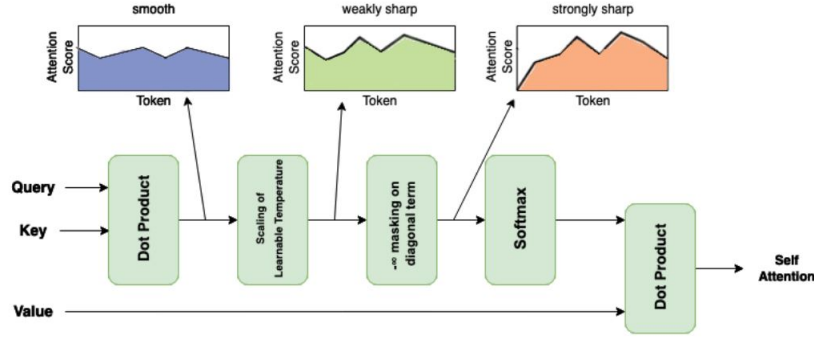 smooth
weakly sharp
strongly sharp
Attention
Score
Token
Attention
Score
Token
Attention
Score
Token
Query
Key
Value
Dot Product
Scaling of
Learnable Temperature
-∞ masking on
diagonal term
Softmax
Dot Product
Self
Attention